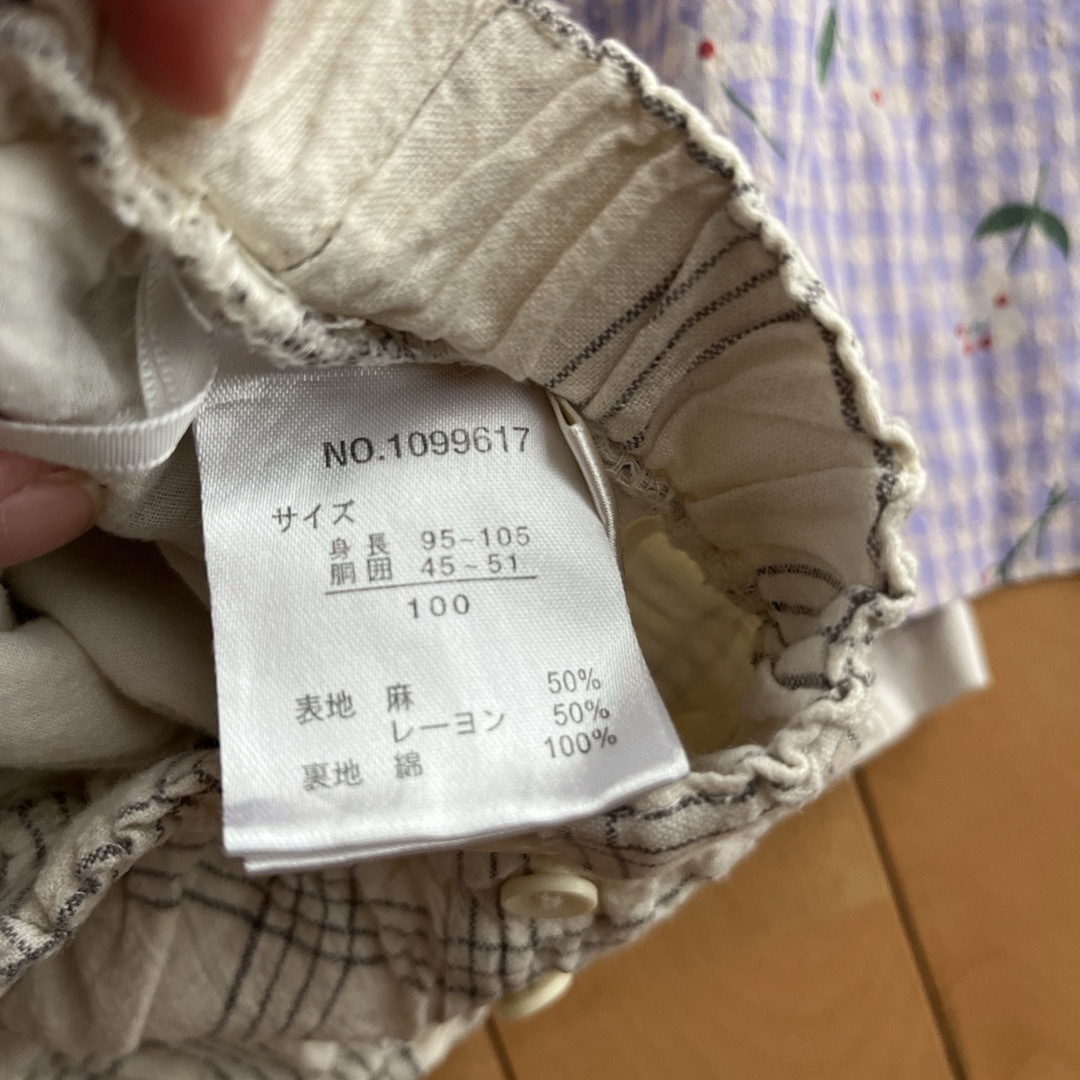 NO.1099617
サイズ
身長 95~105
胴囲 45~51
100
表地 麻 50%
レーヨン 50%
裏地 綿 100%